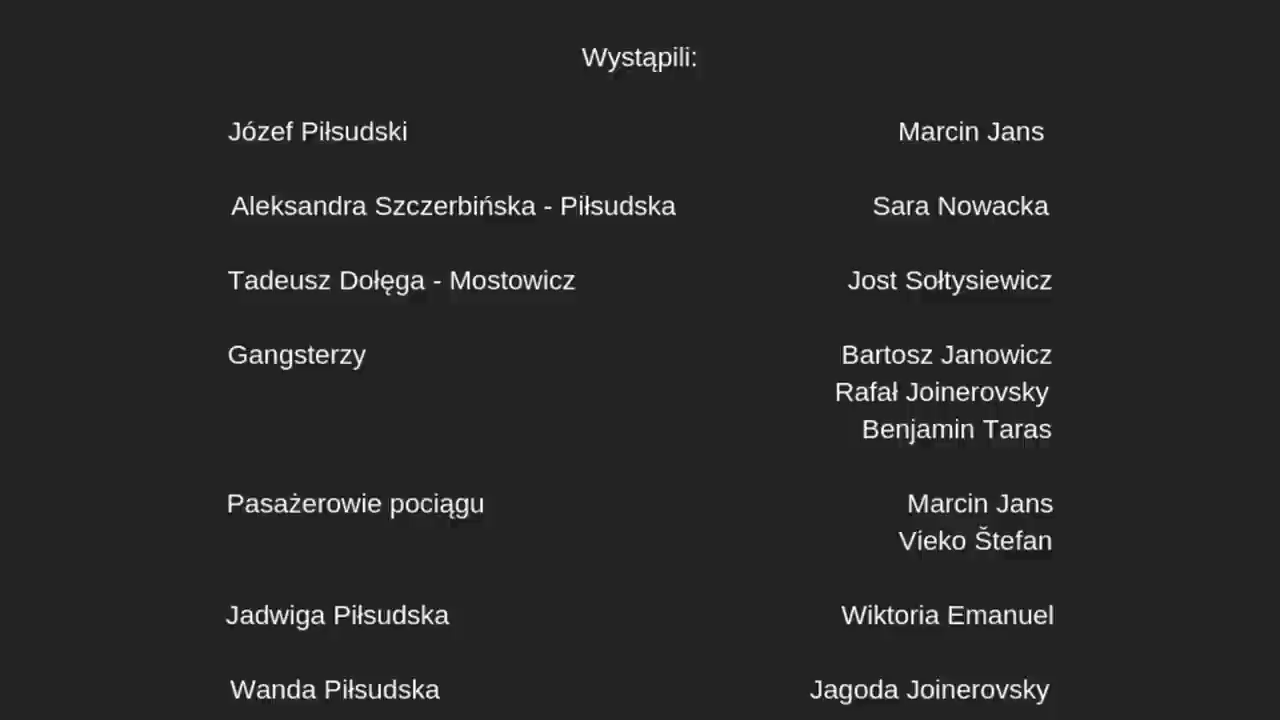 Wystąpili:
Józef Piłsudski Marcin Jans
Aleksandra Szczerbińska - Piłsudska Sara Nowacka
Tadeusz Dołęga - Mostowicz Jost Sołtysiewicz
Gangsterzy Bartosz Janowicz
Rafał Joinerovsky
Benjamin Taras
Pasażerowie pociągu Marcin Jans
Vieko Štefan
Jadwiga Piłsudska Wiktoria Emanuel
Wanda Piłsudska Jagoda Joinerovsky